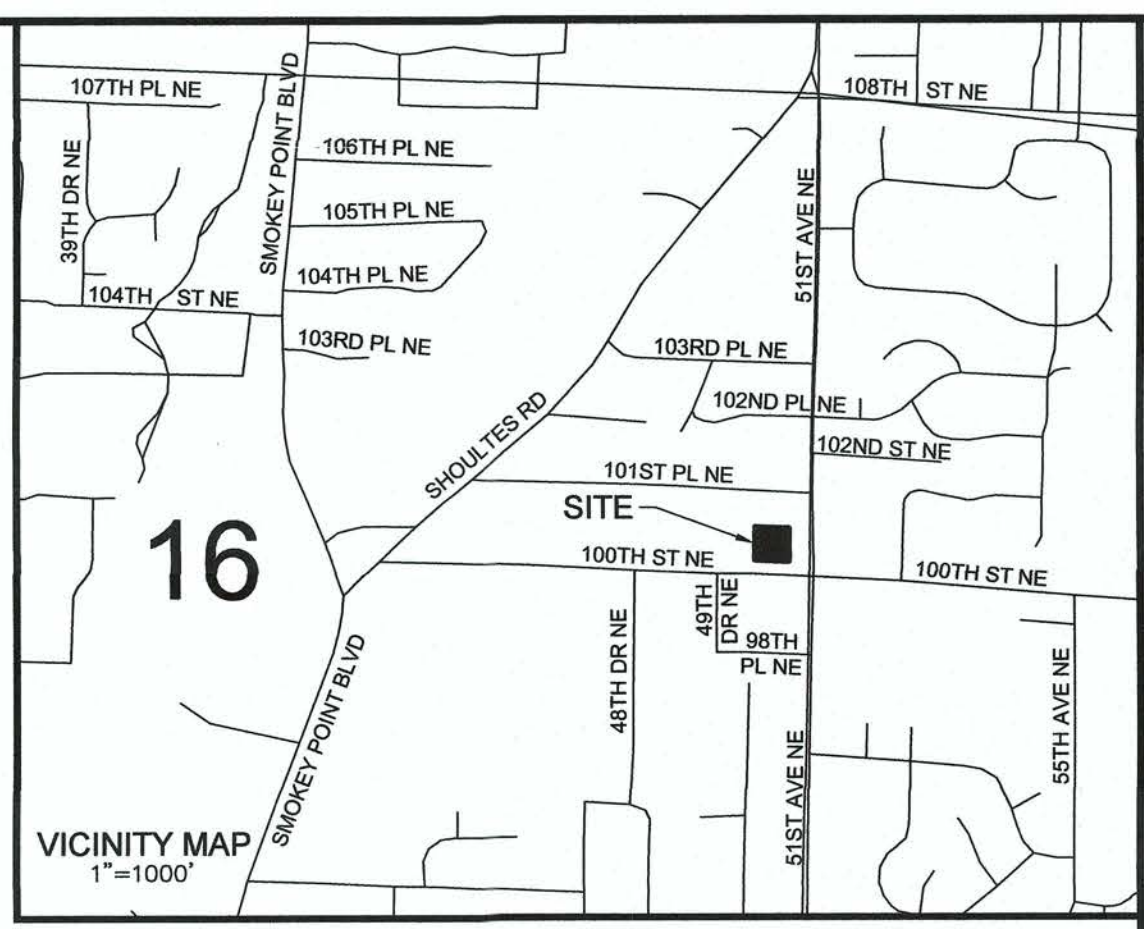 107TH PL NE
108TH ST NE
SMOKEY POINT BLVD
106TH PL NE
39TH DR NE
105TH PL NE
51ST AVE NE
104TH PL NE
104TH ST NE
103RD PL NE
103RD PL NE
102ND PL NE
SHOULTES RD
102ND ST NE
101ST PL NE
SITE
16
100TH ST NE
100TH ST NE
49TH
DR NE
98TH
PL NE
48TH DR NE
SMOKEY POINT BLVD
55TH AVE NE
51ST AVE NE
VICINITY MAP
1"=1000'